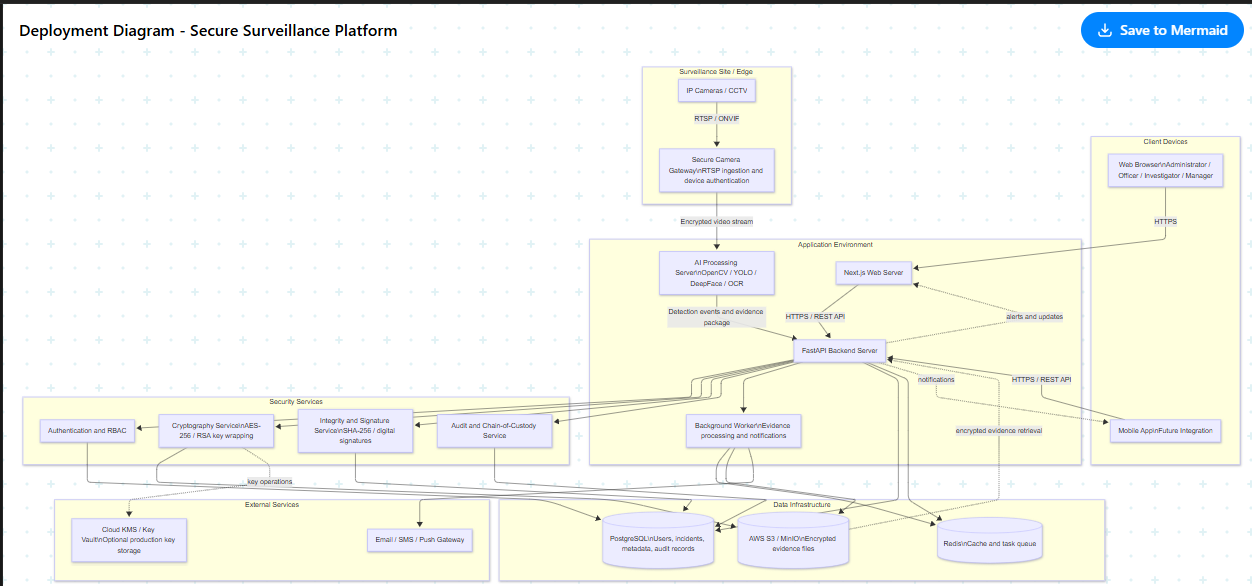 Deployment Diagram - Secure Surveillance Platform
Save to Mermaid
Surveillance Site / Edge
IP Cameras / CCTV
RTSP / ONVIF
Secure Camera
Gateway\nRTSP ingestion and
device authentication
Encrypted video stream
Client Devices
Web Browser\nAdministrator /
Officer / Investigator / Manager
HTTPS
Application Environment
AI Processing
Server\nOpenCV / YOLO /
DeepFace / OCR
Next.js Web Server
Detection events and evidence
package
HTTPS / REST API
alerts and updates
FastAPI Backend Server
notifications
HTTPS / REST API
Security Services
Authentication and RBAC
Cryptography Service\nAES-
256 / RSA key wrapping
Integrity and Signature
Service\nSHA-256 / digital
signatures
Audit and Chain-of-Custody
Service
Background Worker\nEvidence
processing and notifications
encrypted evidence retrieval
Mobile App\nFuture Integration
key operations
External Services
Cloud KMS / Key
Vault\nOptional production key
storage
Email / SMS / Push Gateway
Data Infrastructure
PostgreSQL\nUsers, incidents,
metadata, audit records
AWS S3 / MinIO\nEncrypted
evidence files
Redis\nCache and task queue